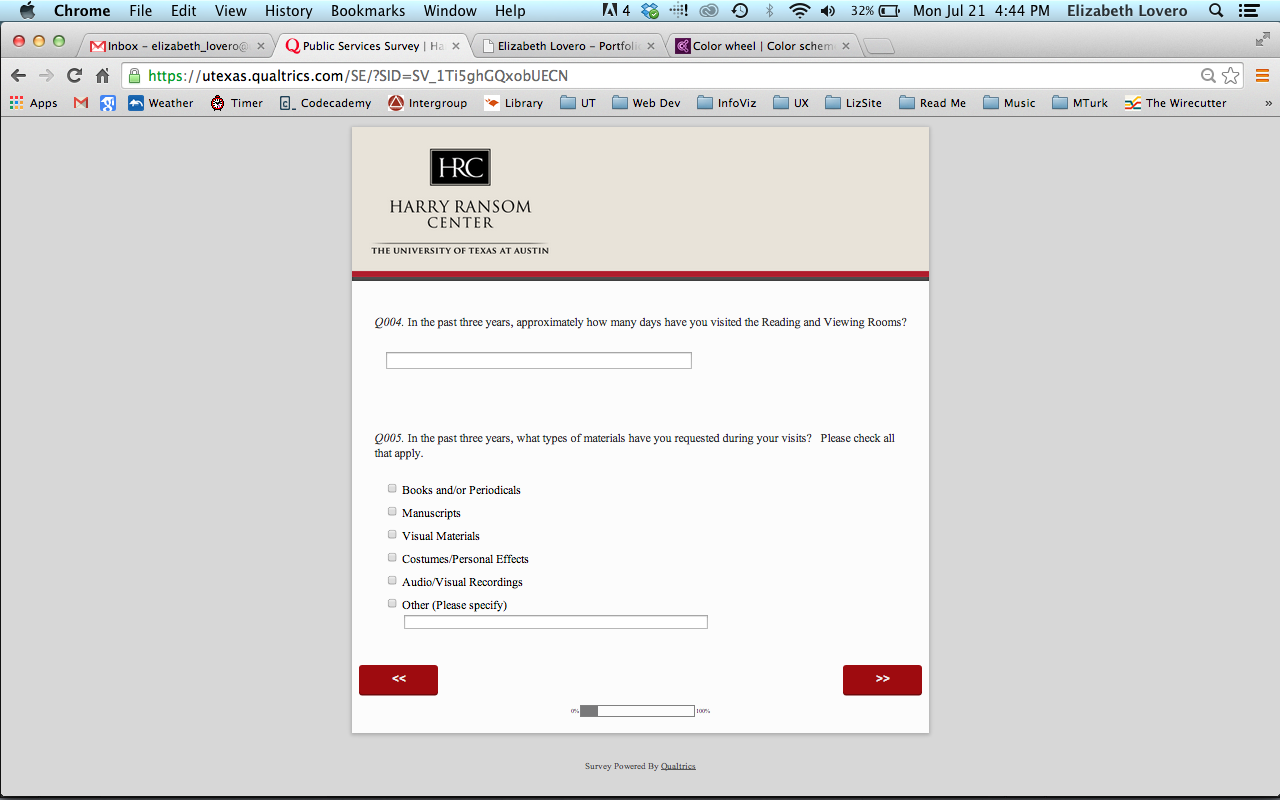 Chrome File Edit View History Bookmarks Window Help 4 32% Mon Jul 21 4:44 PM Elizabeth Lovero
Inbox – elizabeth_lovero@ Public Services Survey | Ha Elizabeth Lovero – Portfoli Color wheel | Color schem
https://utexas.qualtrics.com/SE/?SID=SV_1Ti5ghGQxobUECN
Apps Weather Timer Codecademy Intergroup Library UT Web Dev InfoViz UX LizSite Read Me Music MTurk The Wirecutter »
HRC
HARRY RANSOM
CENTER
THE UNIVERSITY OF TEXAS AT AUSTIN
Q004. In the past three years, approximately how many days have you visited the Reading and Viewing Rooms?
Q005. In the past three years, what types of materials have you requested during your visits? Please check all
that apply.
Books and/or Periodicals
Manuscripts
Visual Materials
Costumes/Personal Effects
Audio/Visual Recordings
Other (Please specify)
<< >>
0% 100%
Survey Powered By Qualtrics